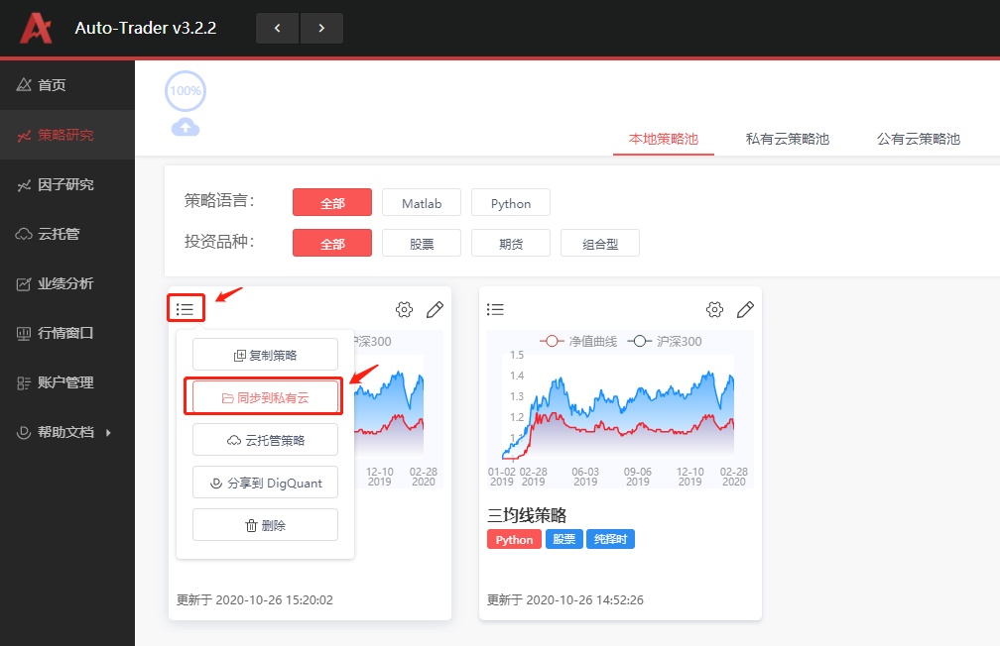 Auto-Trader v3.2.2
首页
策略研究
因子研究
云托管
业绩分析
行情窗口
账户管理
帮助文档
100%
本地策略池 私有云策略池 公有云策略池
策略语言： 全部 Matlab Python
投资品种： 全部 股票 期货 组合型
复制策略
同步到私有云
云托管策略
分享到 DigQuant
删除
沪深300
12-10 02-28
2019 2020
更新于 2020-10-26 15:20:02
净值曲线 沪深300
1.5
1.4
1.3
1.2
1.1
01-02 02-28 06-03 09-06 12-10 02-28
2019 2019 2019 2019 2019 2020
三均线策略
Python 股票 纯择时
更新于 2020-10-26 14:52:26